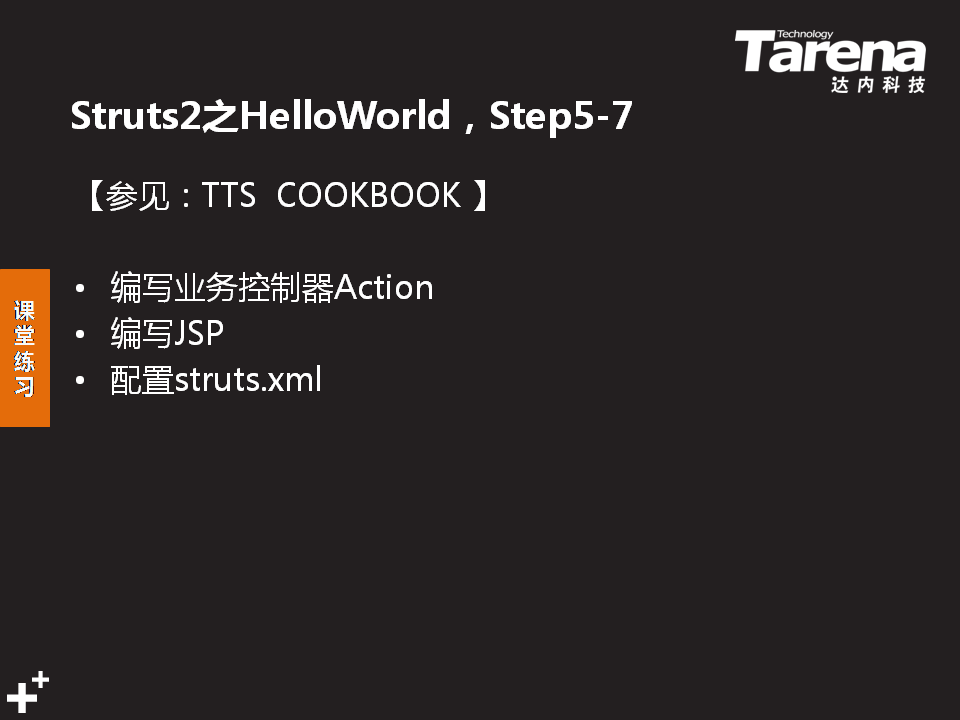 Technology
Tarena
达内科技
Struts2之HelloWorld，Step5-7
【参见：TTS COOKBOOK 】
• 编写业务控制器Action
• 编写JSP
• 配置struts.xml
课
堂
练
习